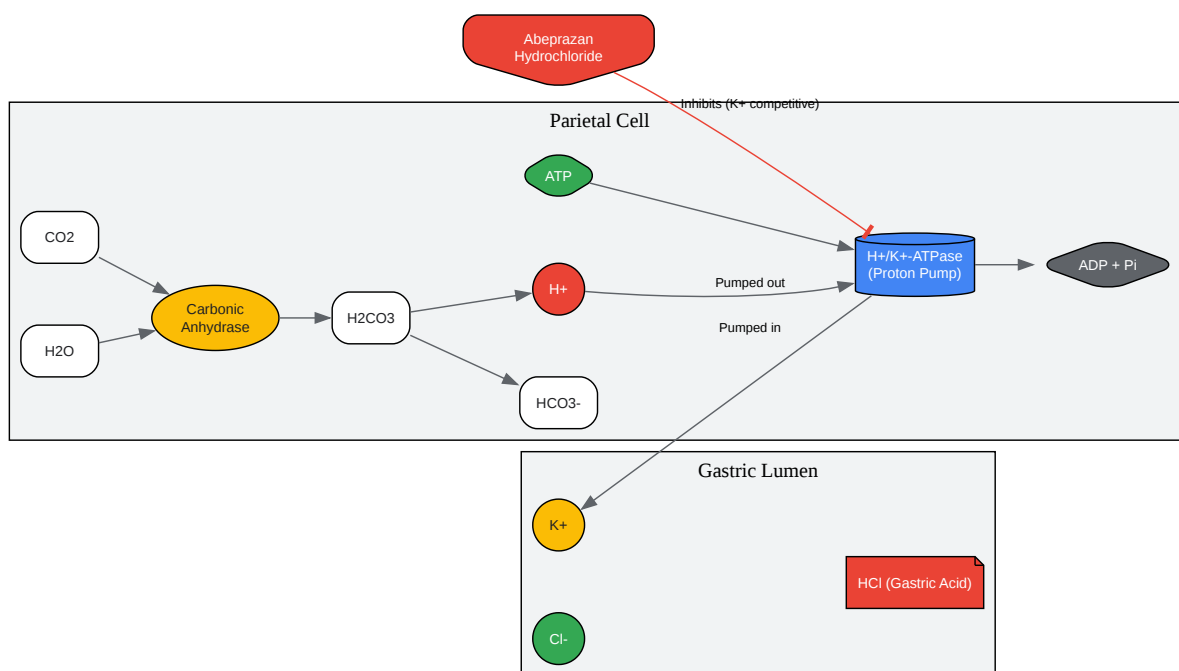 Abeprazan
Hydrochloride
Inhibits (K+ competitive)
Parietal Cell
ATP
CO2
H+/K+-ATPase
(Proton Pump)
ADP + Pi
H+
Pumped out
Carbonic
Anhydrase
H2CO3
Pumped in
H2O
HCO3-
Gastric Lumen
K+
HCl (Gastric Acid)
Cl-